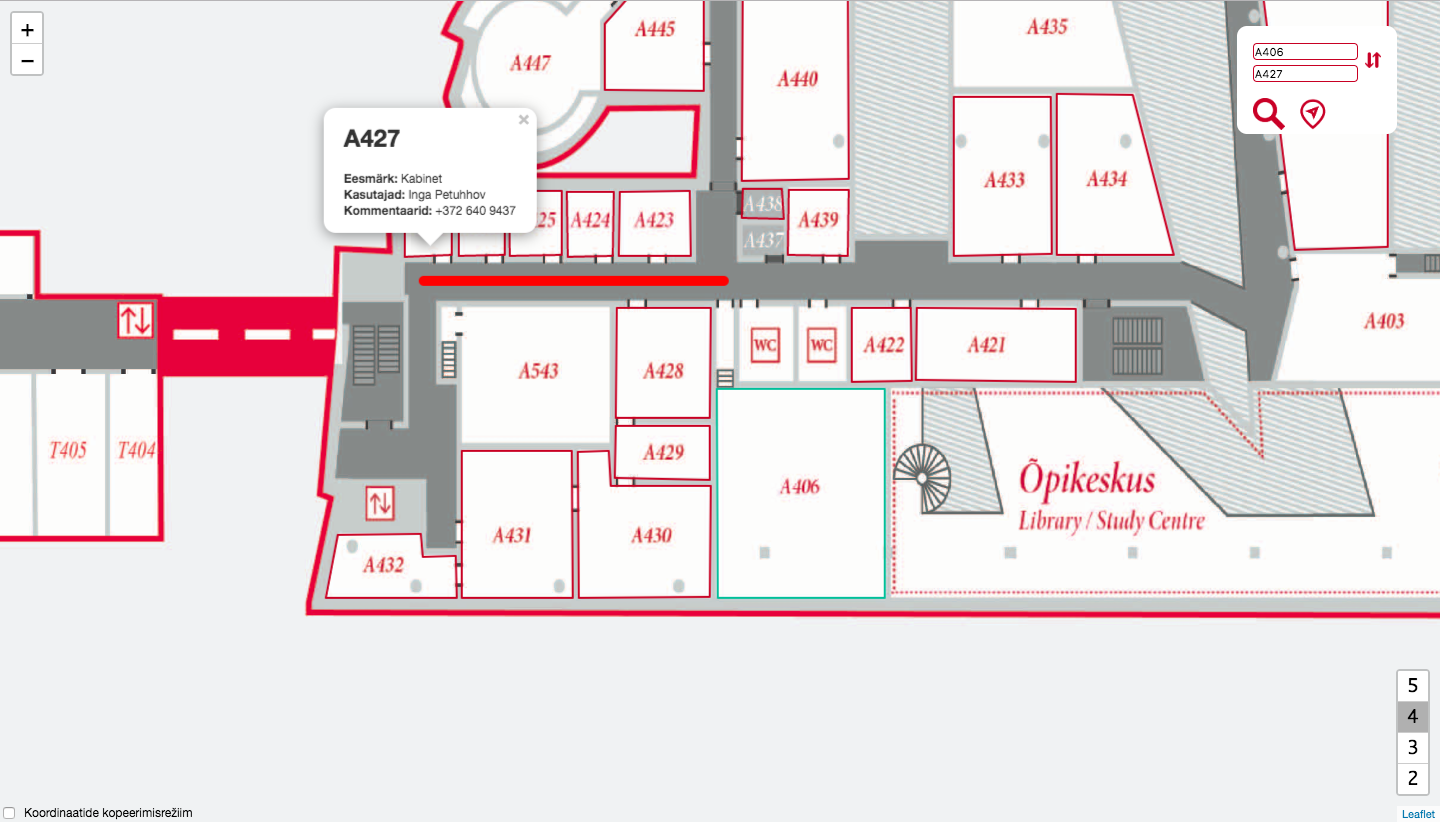 +
−
A447
A445
A440
A435
A406
A427
A427
×
Eesmärk: Kabinet
Kasutajad: Inga Petuhhov
Kommentaarid: +372 640 9437
A433
A434
A438
A437
A439
25
A424
A423
A403
T405
T404
A543
A428
WC
WC
A422
A421
A429
A406
A431
A430
A432
Õpikeskus
Library / Study Centre
5
4
3
2
Koordinaatide kopeerimisrežiim
Leaflet